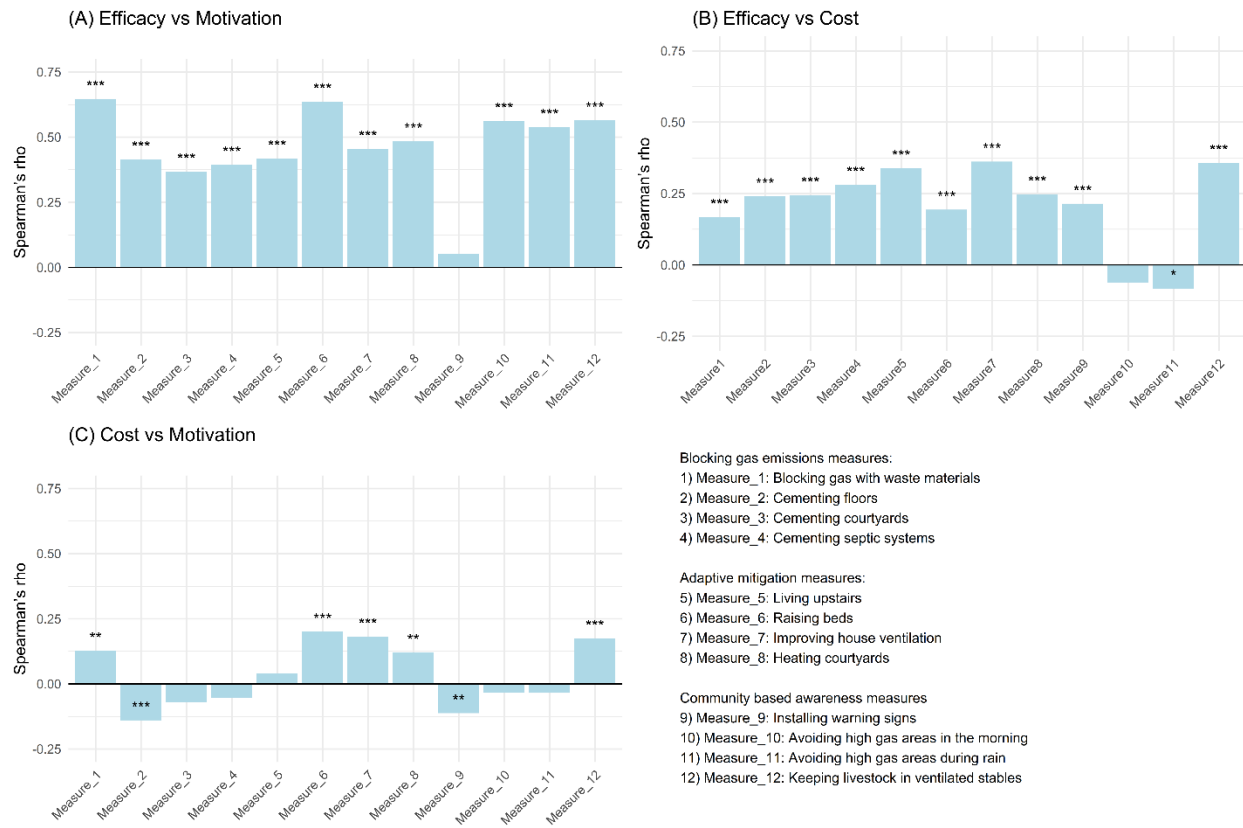 (A) Efficacy vs Motivation
Spearman's rho
0.75
0.50
0.25
0.00
-0.25
*** *** *** *** *** *** *** *** *** *** ***
Measure_1 Measure_2 Measure_3 Measure_4 Measure_5 Measure_6 Measure_7 Measure_8 Measure_9 Measure_10 Measure_11 Measure_12
(B) Efficacy vs Cost
Spearman's rho
0.75
0.50
0.25
0.00
-0.25
*** *** *** *** *** *** *** *** *** * ***
Measure1 Measure2 Measure3 Measure4 Measure5 Measure6 Measure7 Measure8 Measure9 Measure10 Measure11 Measure12
(C) Cost vs Motivation
Spearman's rho
0.75
0.50
0.25
0.00
-0.25
** *** *** *** ** ** ***
Measure_1 Measure_2 Measure_3 Measure_4 Measure_5 Measure_6 Measure_7 Measure_8 Measure_9 Measure_10 Measure_11 Measure_12
Blocking gas emissions measures:
1) Measure_1: Blocking gas with waste materials
2) Measure_2: Cementing floors
3) Measure_3: Cementing courtyards
4) Measure_4: Cementing septic systems
Adaptive mitigation measures:
5) Measure_5: Living upstairs
6) Measure_6: Raising beds
7) Measure_7: Improving house ventilation
8) Measure_8: Heating courtyards
Community based awareness measures
9) Measure_9: Installing warning signs
10) Measure_10: Avoiding high gas areas in the morning
11) Measure_11: Avoiding high gas areas during rain
12) Measure_12: Keeping livestock in ventilated stables